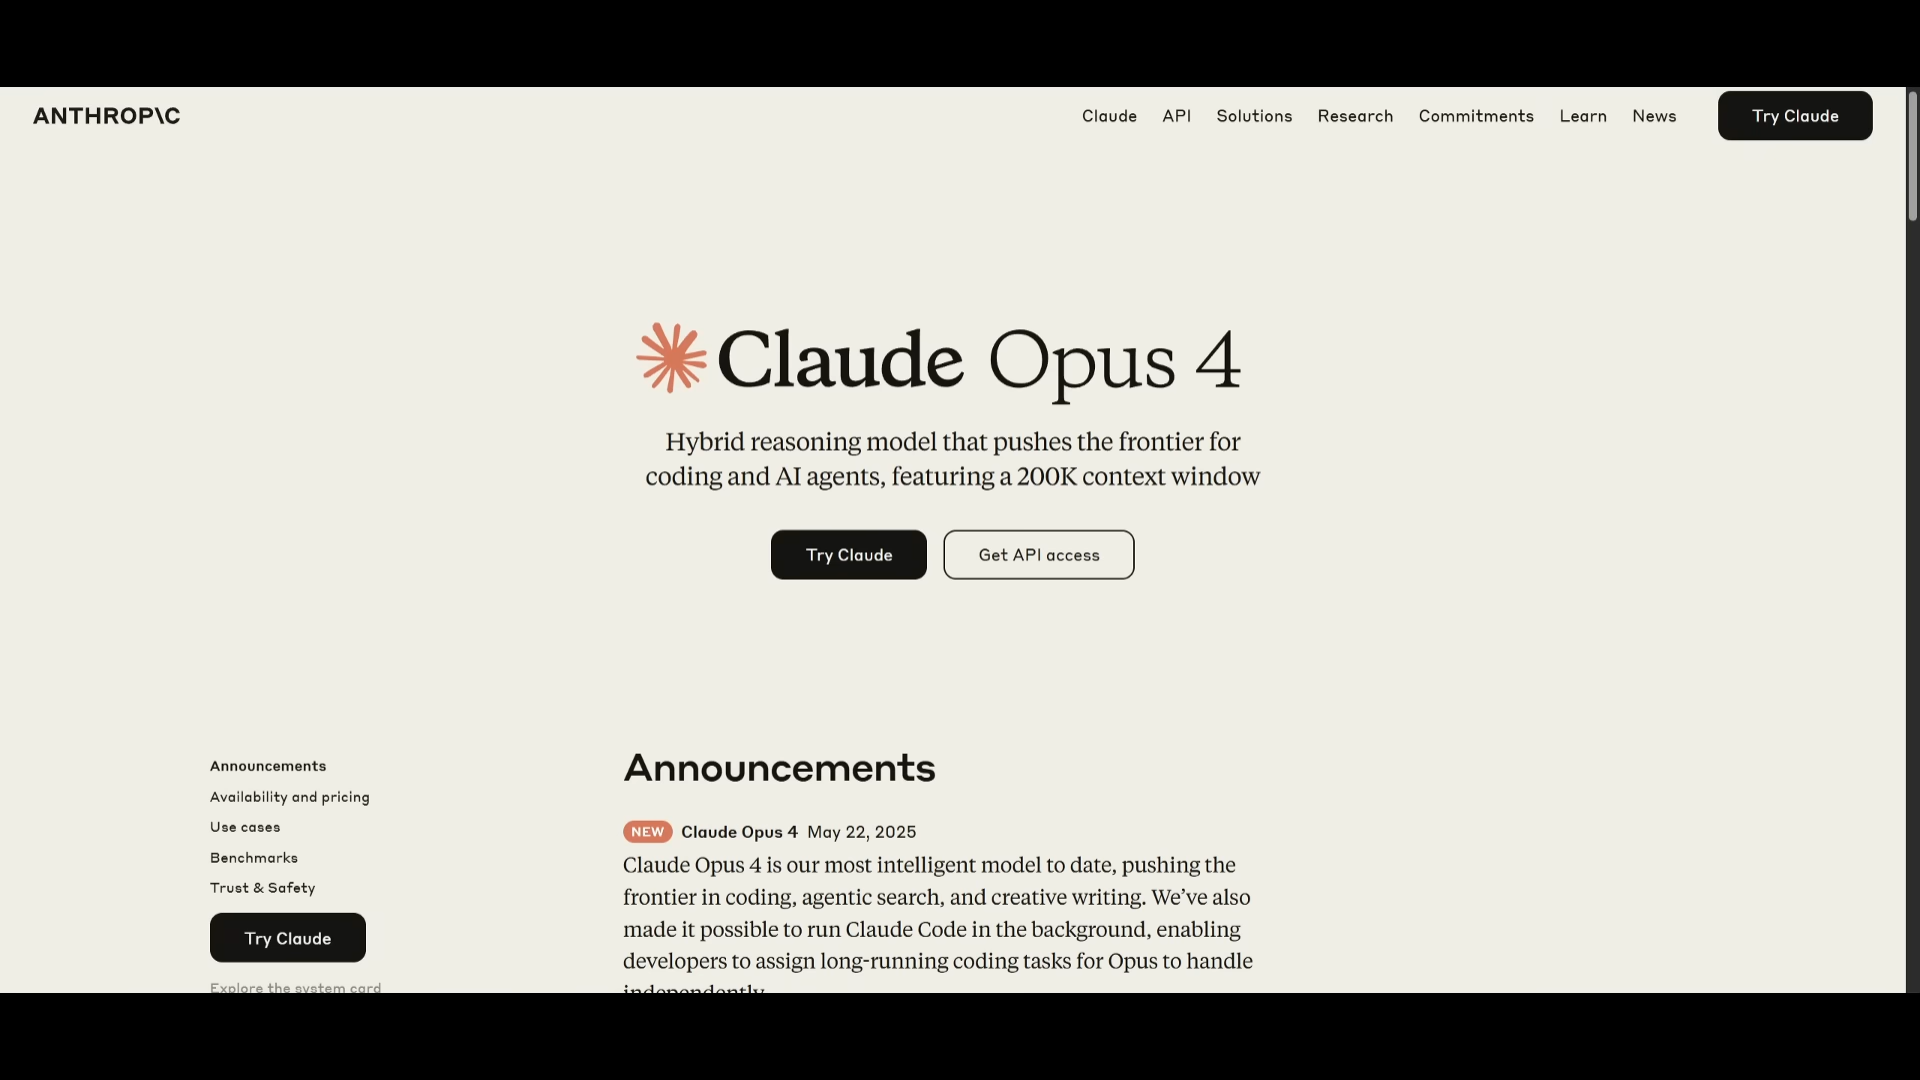 ANTHROP\C
Claude API Solutions Research Commitments Learn News Try Claude
Claude Opus 4
Hybrid reasoning model that pushes the frontier for
coding and AI agents, featuring a 200K context window
Try Claude Get API access
Announcements
Availability and pricing
Use cases
Benchmarks
Trust & Safety
Try Claude
Explore the system card
Announcements
NEW Claude Opus 4 May 22, 2025
Claude Opus 4 is our most intelligent model to date, pushing the
frontier in coding, agentic search, and creative writing. We’ve also
made it possible to run Claude Code in the background, enabling
developers to assign long-running coding tasks for Opus to handle
independently.